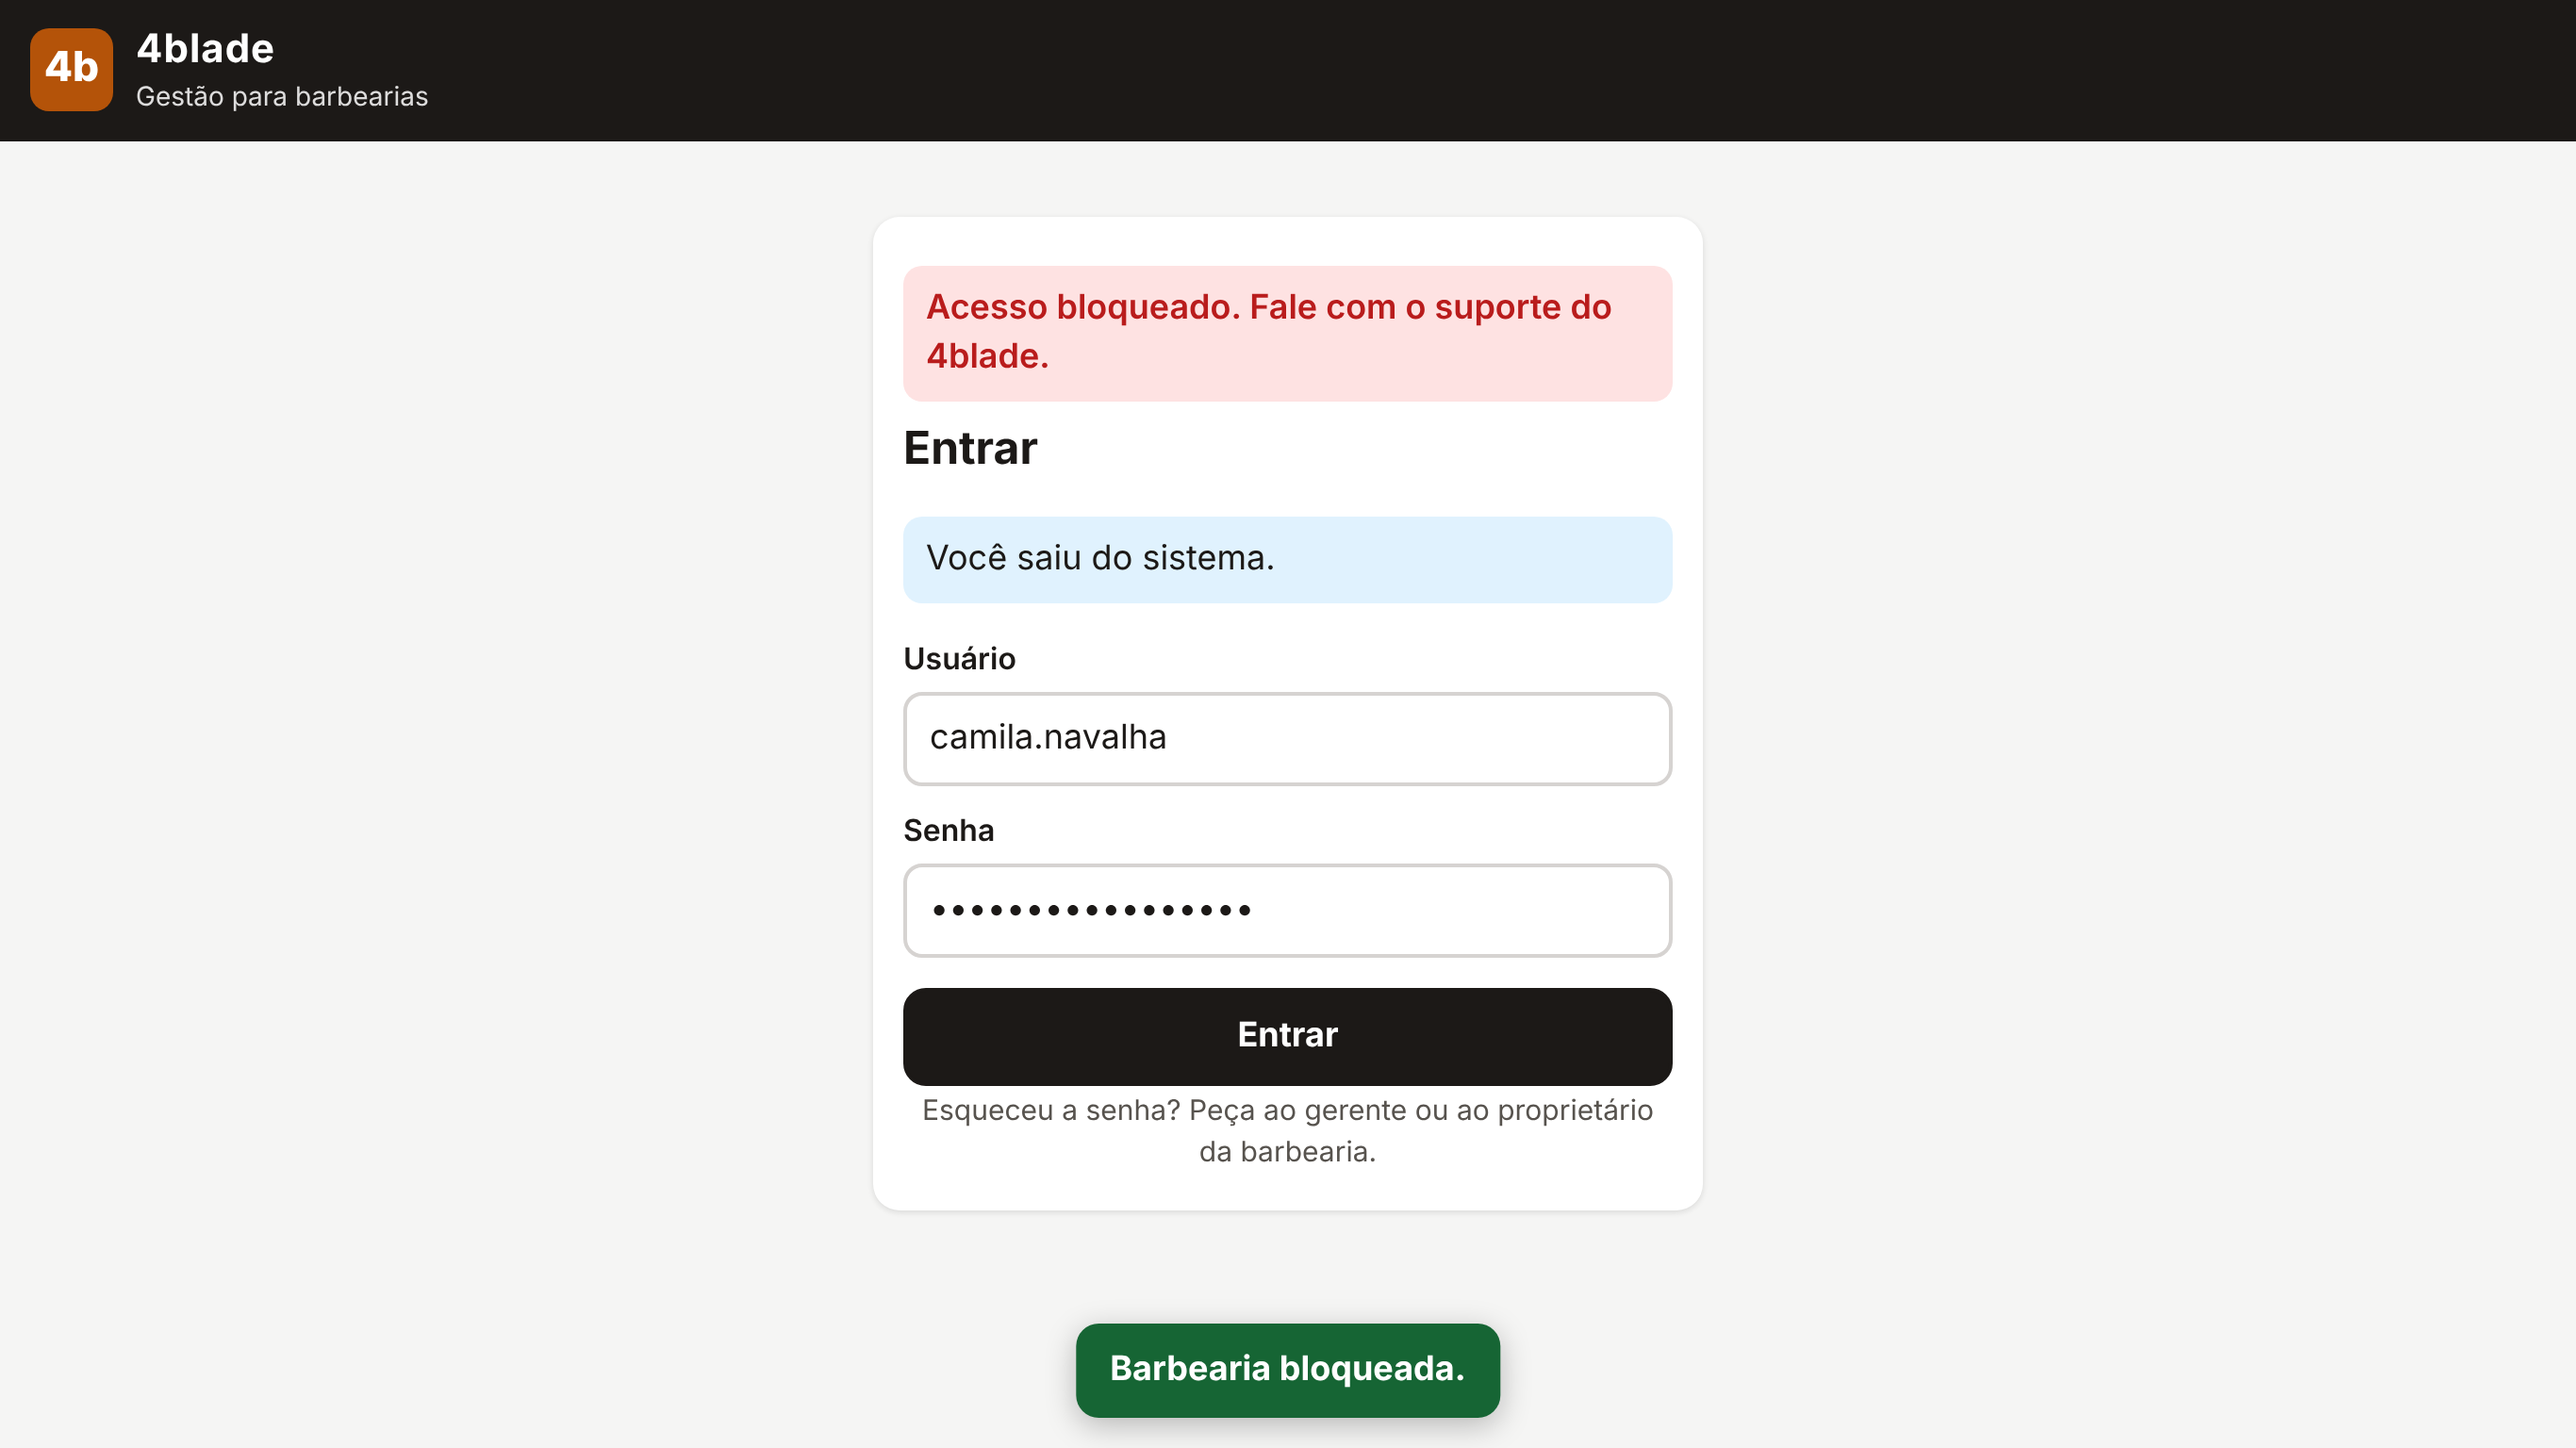 4b
4blade
Gestão para barbearias
Acesso bloqueado. Fale com o suporte do
4blade.
Entrar
Você saiu do sistema.
Usuário
camila.navalha
Senha
•••••••••••••••••
Entrar
Esqueceu a senha? Peça ao gerente ou ao proprietário
da barbearia.
Barbearia bloqueada.